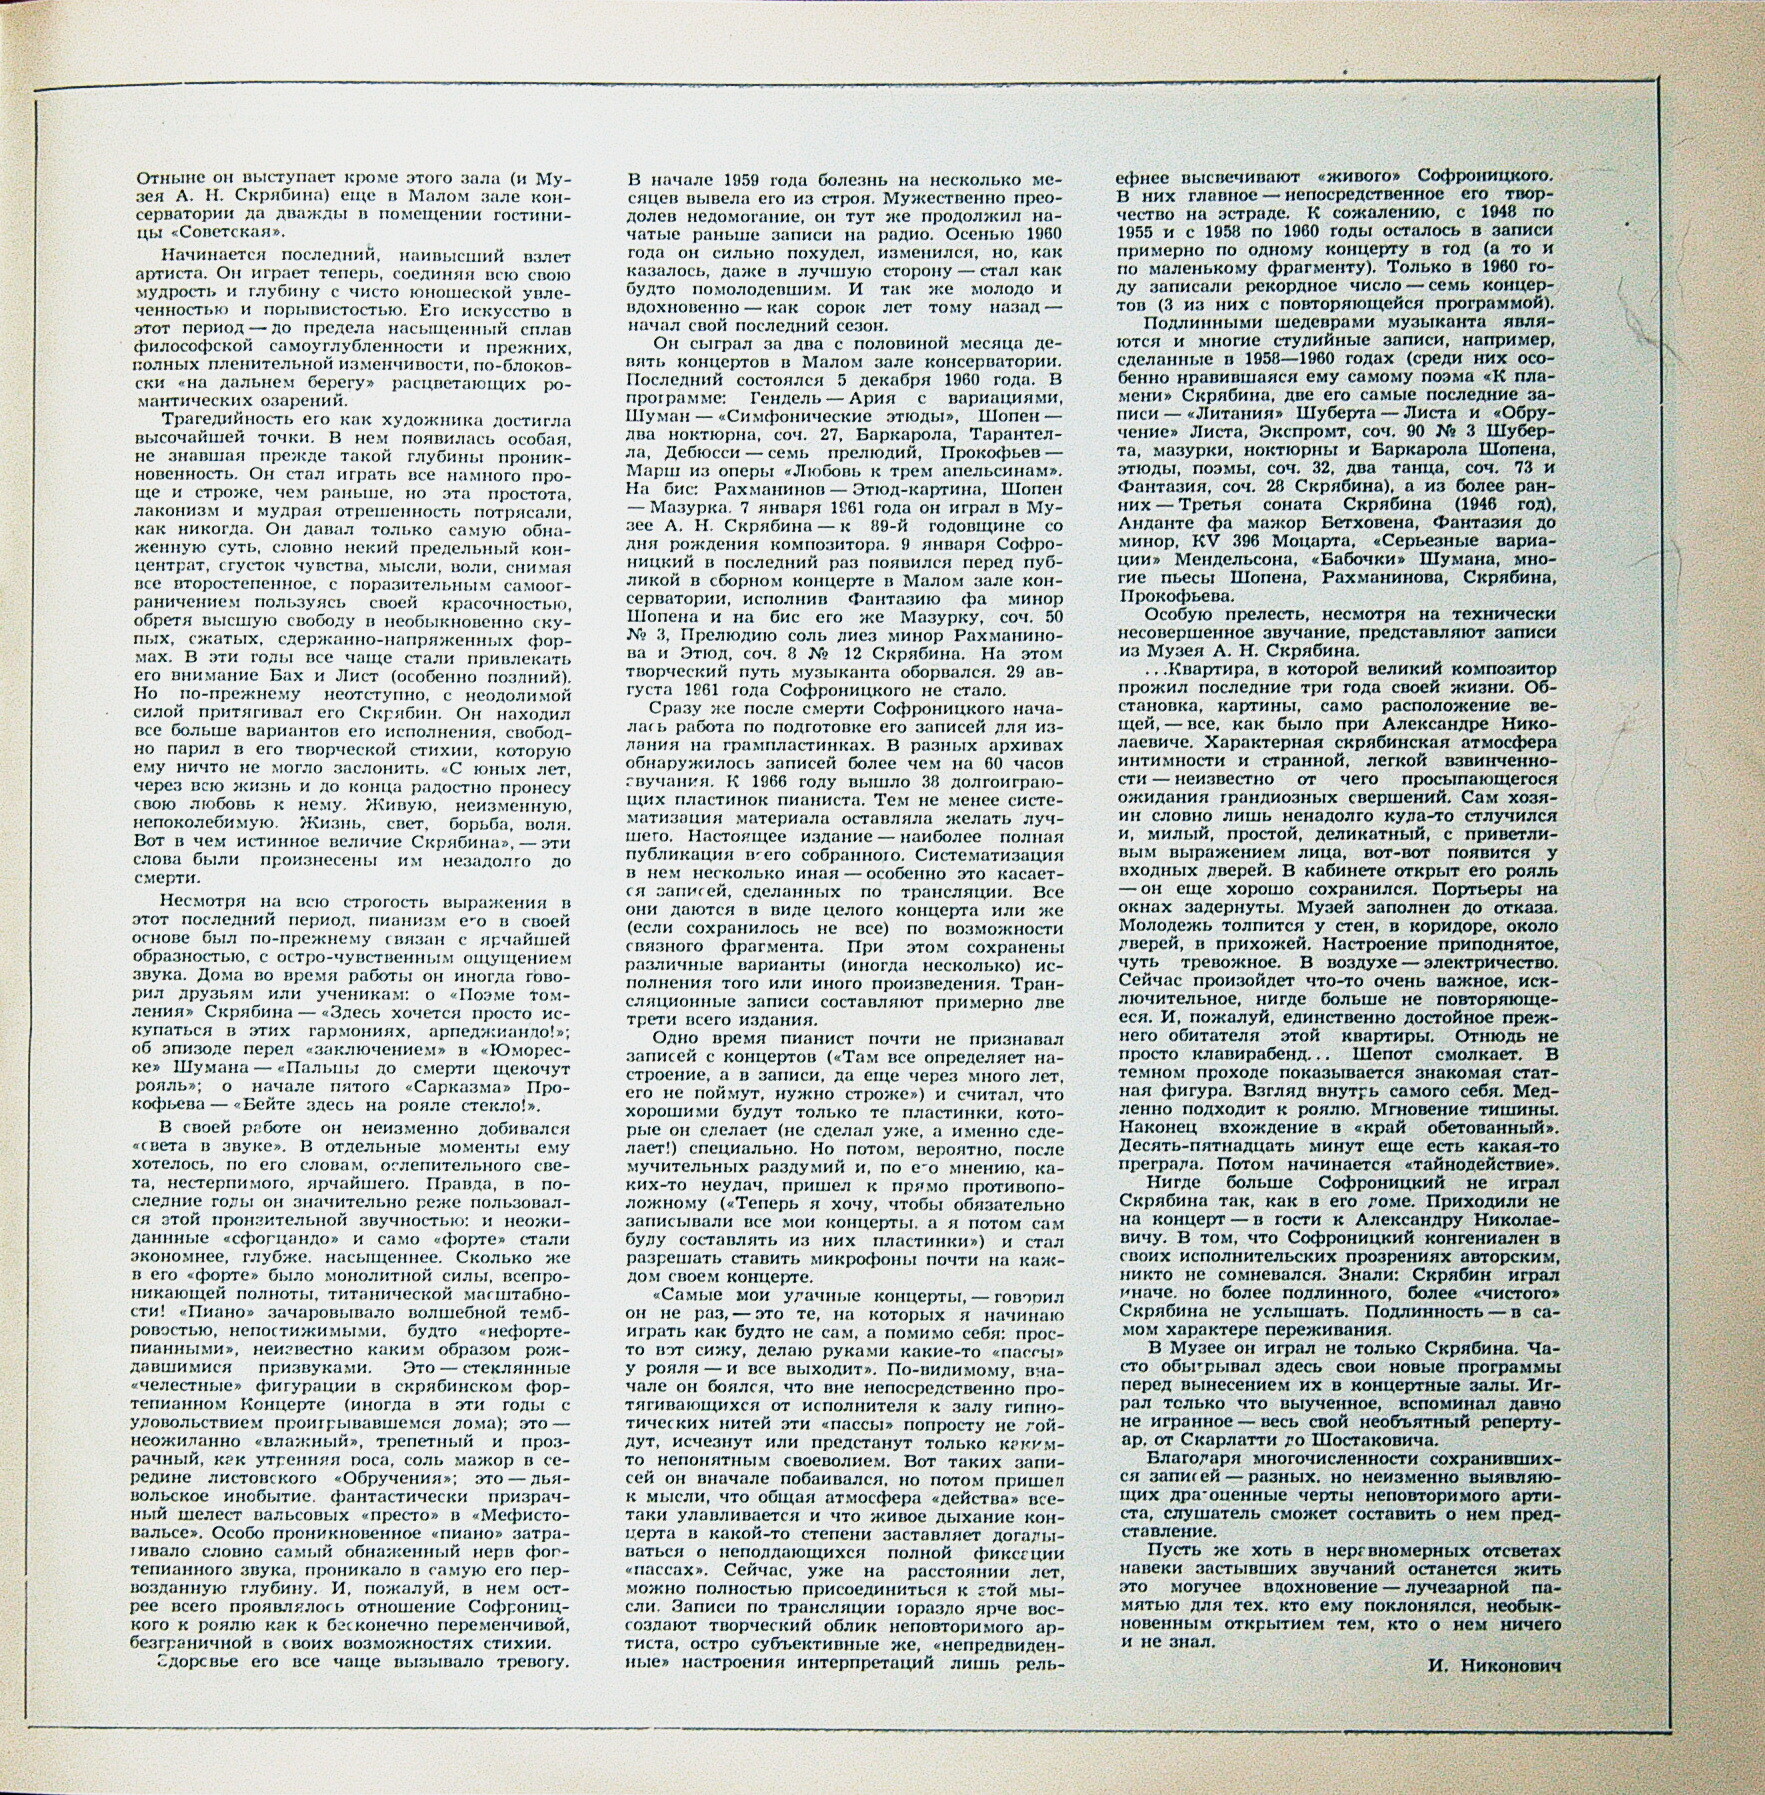 Отныне он выступает кроме этого зала (и Му-
зея А. Н. Скрябина) еще в Малом зале кон-
серватории да дважды в помещении гостини-
цы «Советская».
Начинается последний, наивысший взлет
артиста. Он играет теперь, соединяя всю свою
мудрость и глубину с чисто юношеской увле-
ченностью и порывистостью. Его искусство в
этот период — до предела насыщенный сплав
философской самоуглубленности и прежних,
полных пленительной изменчивости, по-блоков-
ски «на дальнем берегу» расцветающих ро-
мантических озарений.
Трагедийность его как художника достигла
высочайшей точки. В нем появилась особая,
не знавшая прежде такой глубины проник-
новенность. Он стал играть все намного про-
ще и строже, чем раньше, но эта простота,
лаконизм и мудрая отрешенность потрясали,
как никогда. Он давал только самую обна-
женную суть, словно некий предельный кон-
центрат, сгусток чувства, мысли, воли, снимая
все второстепенное, с поразительным самоог-
раничением пользуясь своей красочностью,
обретя высшую свободу в необыкновенно ску-
пых, сжатых, сдержанно-напряженных фор-
мах. В эти годы все чаще стали привлекать
его внимание Бах и Лист (особенно поздний).
Но по-прежнему неотступно, с неодолимой
силой притягивал его Скрябин. Он находил
все больше вариантов его исполнения, свобод-
но парил в его творческой стихии, которую
ему ничто не могло заслонить. «С юных лет,
через всю жизнь и до конца радостно пронесу
свою любовь к нему. Живую, неизменную,
непоколебимую. Жизнь, свет, борьба, воля.
Вот в чем истинное величие Скрябина», — эти
слова были произнесены им незадолго до
смерти.
Несмотря на всю строгость выражения в
этот последний период, пианизм его в своей
основе был по-прежнему связан с ярчайшей
образностью, с остро-чувственным ощущением
звука. Дома во время работы он иногда гово-
рил друзьям или ученикам: о «Поэме том-
ления» Скрябина — «Здесь хочется просто ис-
купаться в этих гармониях, арпеджиандо!»;
об эпизоде перед «заключением» в «Юморес-
ке» Шумана — «Пальцы до смерти щекочут
рояль»; о начале пятого «Сарказма» Про-
кофьева — «Бейте здесь на рояле стекло!».
В своей работе он неизменно добивался
«света в звуке». В отдельные моменты ему
хотелось, по его словам, ослепительного све-
та, нестерпимого, ярчайшего. Правда, в по-
следние годы он значительно реже пользовал-
ся этой пронзительной звучностью: и неожи-
даннные «сфорцандо» и само «форте» стали
экономнее, глубже, насыщеннее. Сколько же
в его «форте» было монолитной силы, всепро-
никающей полноты, титанической масштабно-
сти! «Пиано» зачаровывало волшебной темб-
ровостью, непостижимыми, будто «нефорте-
пианными», неизвестно каким образом рож-
давшимися призвуками. Это — стеклянные
«челестные» фигурации в скрябинском фор-
тепианном Концерте (иногда в эти годы с
удовольствием проигрывавшемся дома); это —
неожиданно «влажный», трепетный и проз-
рачный, как утренняя роса, соль мажор в се-
редине листовского «Обручения»; это — дья-
вольское инобытие, фантастически призрач-
ный шелест вальсовых «престо» в «Мефисто-
вальсе». Особо проникновенное «пиано» затра-
гивало словно самый обнаженный нерв фор-
тепианного звука, проникало в самую его пер-
возданную глубину. И, пожалуй, в нем ост-
рее всего проявлялось отношение Софрониц-
кого к роялю как к бесконечно переменчивой,
безграничной в своих возможностях стихии.
Здоровье его все чаще вызывало тревогу.
В начале 1959 года болезнь на несколько ме-
сяцев вывела его из строя. Мужественно прео-
долев недомогание, он тут же продолжил на-
чатые раньше записи на радио. Осенью 1960
года он сильно похудел, изменился, но, как
казалось, даже в лучшую сторону — стал как
будто помолодевшим. И так же молодо и
вдохновенно — как сорок лет тому назад —
начал свой последний сезон.
Он сыграл за два с половиной месяца де-
вять концертов в Малом зале консерватории.
Последний состоялся 5 декабря 1960 года. В
программе: Гендель — Ария с вариациями,
Шуман — «Симфонические этюды», Шопен —
два ноктюрна, соч. 27, Баркарола, Тарантел-
ла, Дебюсси — семь прелюдий, Прокофьев —
Марш из оперы «Любовь к трем апельсинам».
На бис: Рахманинов — Этюд-картина, Шопен
— Мазурка. 7 января 1961 года он играл в Му-
зее А. Н. Скрябина — к 89-й годовщине со
дня рождения композитора. 9 января Софро-
ницкий в последний раз появился перед пуб-
ликой в сборном концерте в Малом зале кон-
серватории, исполнив Фантазию фа минор
Шопена и на бис его же Мазурку, соч. 50
№ 3, Прелюдию соль диез минор Рахманино-
ва и Этюд, соч. 8 № 12 Скрябина. На этом
творческий путь музыканта оборвался. 29 ав-
густа 1961 года Софроницкого не стало.
Сразу же после смерти Софроницкого нача-
лась работа по подготовке его записей для из-
дания на грампластинках. В разных архивах
обнаружилось записей более чем на 60 часов
звучания. К 1966 году вышло 38 долгоиграю-
щих пластинок пианиста. Тем не менее систе-
матизация материала оставляла желать луч-
шего. Настоящее издание — наиболее полная
публикация всего собранного. Систематизация
в нем несколько иная — особенно это касает-
ся записей, сделанных по трансляции. Все
они даются в виде целого концерта или же
(если сохранилось не все) по возможности
связного фрагмента. При этом сохранены
различные варианты (иногда несколько) ис-
полнения того или иного произведения. Тран-
сляционные записи составляют примерно две
трети всего издания.
Одно время пианист почти не признавал
записей с концертов («Там все определяет на-
строение, а в записи, да еще через много лет,
его не поймут, нужно строже») и считал, что
хорошими будут только те пластинки, кото-
рые он сделает (не сделал уже, а именно сде-
лает!) специально. Но потом, вероятно, после
мучительных раздумий и, по его мнению, ка-
ких-то неудач, пришел к прямо противопо-
ложному («Теперь я хочу, чтобы обязательно
записывали все мои концерты, а я потом сам
буду составлять из них пластинки») и стал
разрешать ставить микрофоны почти на каж-
дом своем концерте.
«Самые мои удачные концерты, — говорил
он не раз, — это те, на которых я начинаю
играть как будто не сам, а помимо себя: прос-
то вот сижу, делаю руками какие-то «пассы»
у рояля — и все выходит». По-видимому, вна-
чале он боялся, что вне непосредственно про-
тягивающихся от исполнителя к залу гипно-
тических нитей эти «пассы» попросту не дой-
дут, исчезнут или предстанут только каким-
то непонятным своеволием. Вот таких запи-
сей он вначале побаивался, но потом пришел
к мысли, что общая атмосфера «действа» все-
таки улавливается и что живое дыхание кон-
церта в какой-то степени заставляет догады-
ваться о неподдающихся полной фиксации
«пассах». Сейчас, уже на расстоянии лет,
можно полностью присоединиться к этой мы-
сли. Записи по трансляции гораздо ярче вос-
создают творческий облик неповторимого ар-
тиста, остро субъективные же, «непредвиден-
ные» настроения интерпретаций лишь рель-
ефнее высвечивают «живого» Софроницкого.
В них главное — непосредственное его твор-
чество на эстраде. К сожалению, с 1948 по
1955 и с 1958 по 1960 годы осталось в записи
примерно по одному концерту в год (а то и
по маленькому фрагменту). Только в 1960 го-
ду записали рекордное число — семь концер-
тов (3 из них с повторяющейся программой).
Подлинными шедеврами музыканта явля-
ются и многие студийные записи, например,
сделанные в 1958—1960 годах (среди них осо-
бенно нравившаяся ему самому поэма «К пла-
мени» Скрябина, две его самые последние за-
писи — «Литания» Шуберта — Листа и «Обру-
чение» Листа, Экспромт, соч. 90 № 3 Шубер-
та, мазурки, ноктюрны и Баркарола Шопена,
этюды, поэмы, соч. 32, два танца, соч. 73 и
Фантазия, соч. 28 Скрябина), а из более ран-
них — Третья соната Скрябина (1946 год),
Анданте фа мажор Бетховена, Фантазия до
минор, KV 396 Моцарта, «Серьезные вариа-
ции» Мендельсона, «Бабочки» Шумана, мно-
гие пьесы Шопена, Рахманинова, Скрябина,
Прокофьева.
Особую прелесть, несмотря на технически
несовершенное звучание, представляют записи
из Музея А. Н. Скрябина.
...Квартира, в которой великий композитор
прожил последние три года своей жизни. Об-
становка, картины, само расположение ве-
щей, — все, как было при Александре Нико-
лаевиче. Характерная скрябинская атмосфера
интимности и странной, легкой взвинченно-
сти — неизвестно от чего просыпающегося
ожидания грандиозных свершений. Сам хозя-
ин словно лишь ненадолго куда-то отлучился
и, милый, простой, деликатный, с приветли-
вым выражением лица, вот-вот появится у
входных дверей. В кабинете открыт его рояль
— он еще хорошо сохранился. Портьеры на
окнах задернуты. Музей заполнен до отказа.
Молодежь толпится у стен, в коридоре, около
дверей, в прихожей. Настроение приподнятое,
чуть тревожное. В воздухе — электричество.
Сейчас произойдет что-то очень важное, иск-
лючительное, нигде больше не повторяюще-
еся. И, пожалуй, единственно достойное преж-
него обитателя этой квартиры. Отнюдь не
просто клавирабенд... Шепот смолкает. В
темном проходе показывается знакомая стат-
ная фигура. Взгляд внутрь самого себя. Мед-
ленно подходит к роялю. Мгновение тишины.
Наконец вхождение в «край обетованный».
Десять-пятнадцать минут еще есть какая-то
преграда. Потом начинается «тайнодействие».
Нигде больше Софроницкий не играл
Скрябина так, как в его доме. Приходили не
на концерт — в гости к Александру Николае-
вичу. В том, что Софроницкий конгениален в
своих исполнительских прозрениях авторским,
никто не сомневался. Знали: Скрябин играл
иначе, но более подлинного, более «чистого»
Скрябина не услышать. Подлинность — в са-
мом характере переживания.
В Музее он играл не только Скрябина. Ча-
сто обыгрывал здесь свои новые программы
перед вынесением их в концертные залы. Иг-
рал только что выученное, вспоминал давно
не игранное — весь свой необъятный реперту-
ар, от Скарлатти до Шостаковича.
Благодаря многочисленности сохранивших-
ся записей — разных, но неизменно выявляю-
щих драгоценные черты неповторимого арти-
ста, слушатель сможет составить о нем пред-
ставление.
Пусть же хоть в неравномерных отсветах
навеки застывших звучаний останется жить
это могучее вдохновение — лучезарной па-
мятью для тех, кто ему поклонялся, необык-
новенным открытием тем, кто о нем ничего
и не знал.
И. Никонович